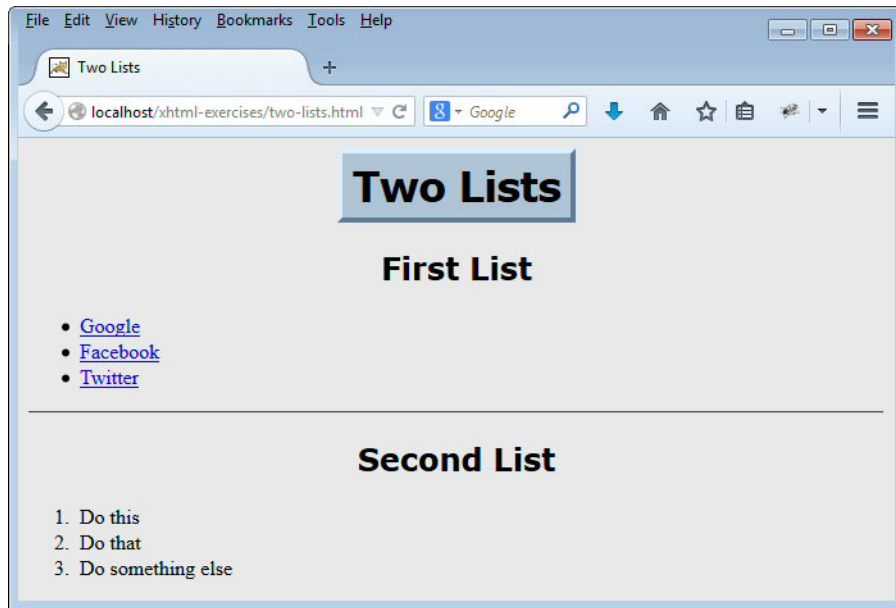 File Edit View History Bookmarks Tools Help
Two Lists
localhost/xhtml-exercises/two-lists.html
Google
Two Lists
First List
• Google
• Facebook
• Twitter
Second List
1. Do this
2. Do that
3. Do something else